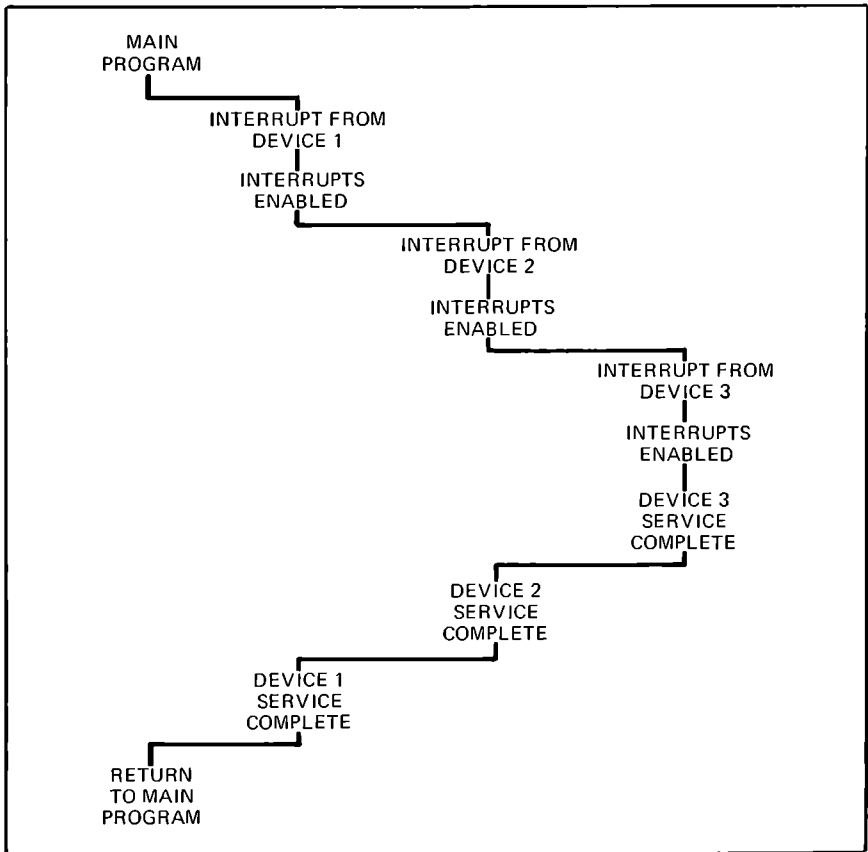 MAIN
PROGRAM
INTERRUPT FROM
DEVICE 1
INTERRUPTS
ENABLED
INTERRUPT FROM
DEVICE 2
INTERRUPTS
ENABLED
INTERRUPT FROM
DEVICE 3
INTERRUPTS
ENABLED
DEVICE 3
SERVICE
COMPLETE
DEVICE 2
SERVICE
COMPLETE
DEVICE 1
SERVICE
COMPLETE
RETURN
TO MAIN
PROGRAM